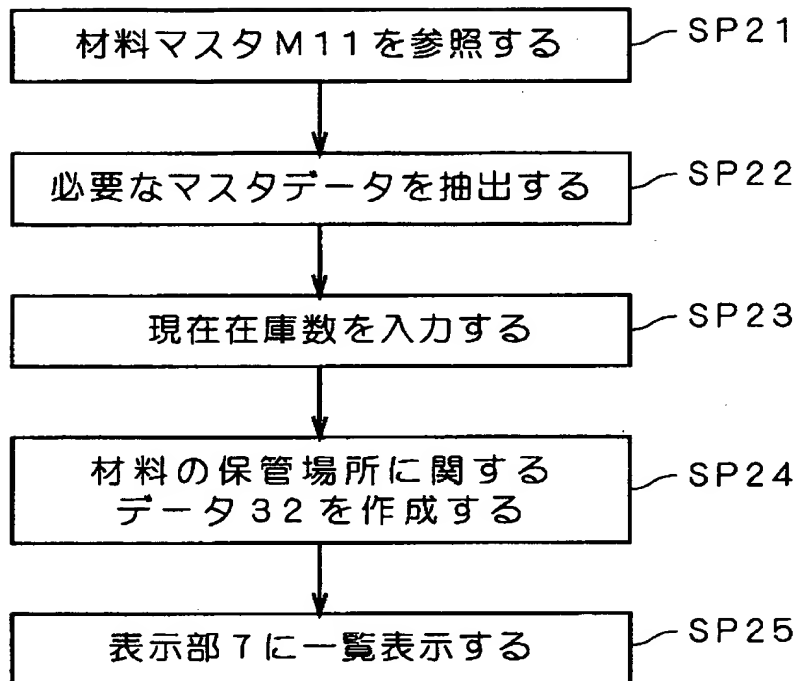 材料マスタM11を参照する
SP21
必要なマスタデータを抽出する
SP22
現在在庫数を入力する
SP23
材料の保管場所に関する
データ32を作成する
SP24
表示部7に一覧表示する
SP25